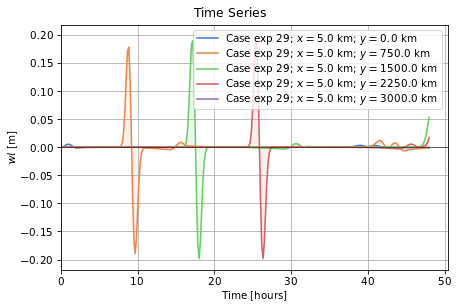 Time Series
Case exp 29; x = 5.0 km; y = 0.0 km
Case exp 29; x = 5.0 km; y = 750.0 km
Case exp 29; x = 5.0 km; y = 1500.0 km
Case exp 29; x = 5.0 km; y = 2250.0 km
Case exp 29; x = 5.0 km; y = 3000.0 km
wl [m]
0.20
0.15
0.10
0.05
0.00
−0.05
−0.10
−0.15
−0.20
0 10 20 30 40 50
Time [hours]